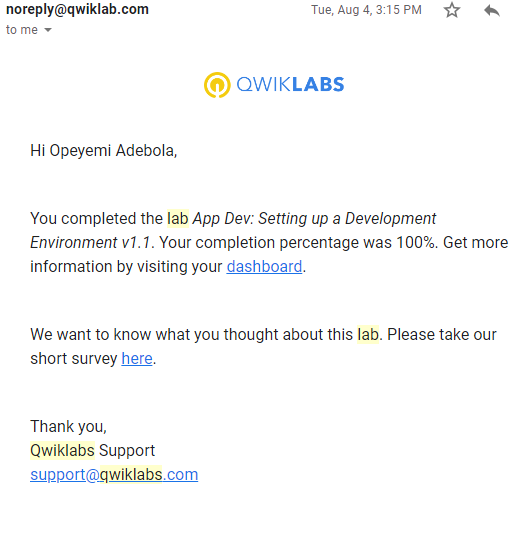 noreply@qwiklab.com Tue, Aug 4, 3:15 PM
to me
QWIKLABS
Hi Opeyemi Adebola,
You completed the lab App Dev: Setting up a Development
Environment v1.1. Your completion percentage was 100%. Get more
information by visiting your dashboard.
We want to know what you thought about this lab. Please take our
short survey here.
Thank you,
Qwiklabs Support
support@qwiklabs.com